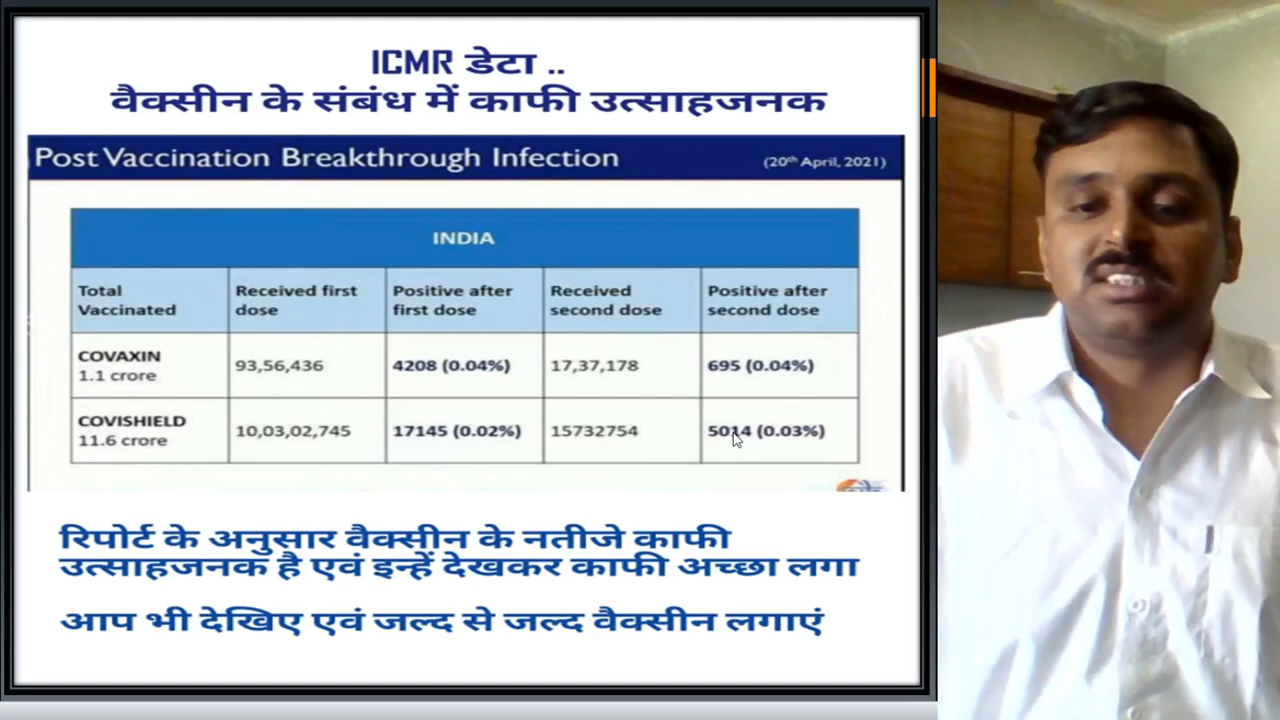 ICMR डेटा ..
वैक्सीन के संबंध में काफी उत्साहजनक
Post Vaccination Breakthrough Infection (20th April, 2021)
INDIA
Total Vaccinated Received first dose Positive after first dose Received second dose Positive after second dose
COVAXIN 1.1 crore 93,56,436 4208 (0.04%) 17,37,178 695 (0.04%)
COVISHIELD 11.6 crore 10,03,02,745 17145 (0.02%) 15732754 5014 (0.03%)
रिपोर्ट के अनुसार वैक्सीन के नतीजे काफी
उत्साहजनक है एवं इन्हें देखकर काफी अच्छा लगा
आप भी देखिए एवं जल्द से जल्द वैक्सीन लगाएं